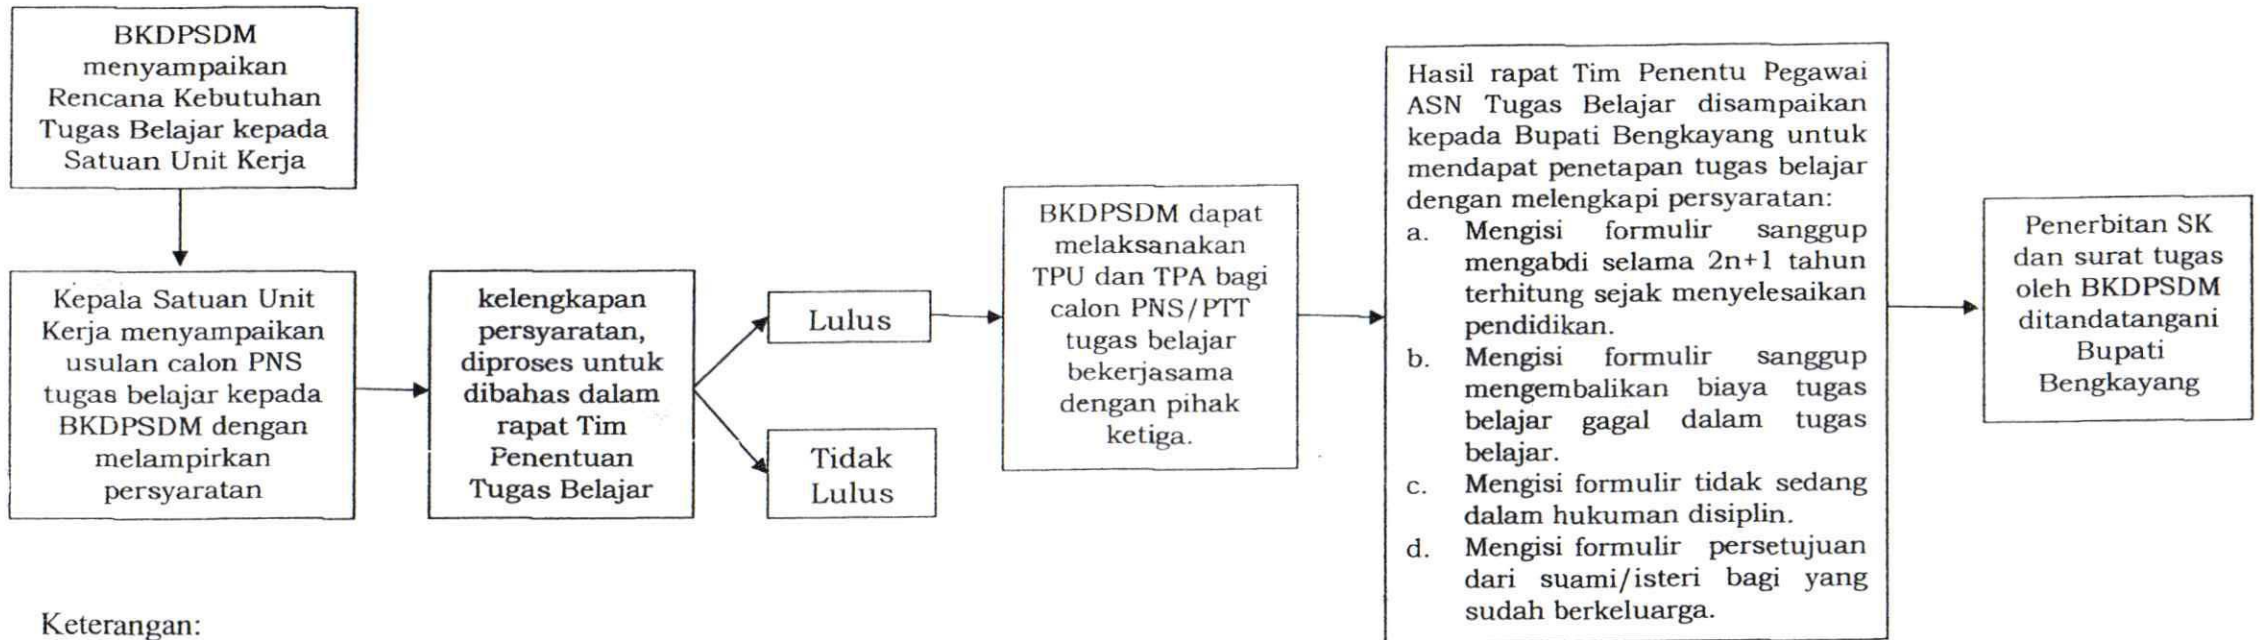 BKDPSDM
menyampaikan
Rencana Kebutuhan
Tugas Belajar kepada
Satuan Unit Kerja
Kepala Satuan Unit
Kerja menyampaikan
usulan calon PNS
tugas belajar kepada
BKDPSDM dengan
melampirkan
persyaratan
kelengkapan
persyaratan,
diproses untuk
dibahas dalam
rapat Tim
Penentuan
Tugas Belajar
Lulus
Tidak
Lulus
BKDPSDM dapat
melaksanakan
TPU dan TPA bagi
calon PNS/PTT
tugas belajar
bekerjasama
dengan pihak
ketiga.
Hasil rapat Tim Penentu Pegawai
ASN Tugas Belajar disampaikan
kepada Bupati Bengkayang untuk
mendapat penetapan tugas belajar
dengan melengkapi persyaratan:
a. Mengisi formulir sanggup
mengabdi selama 2n+1 tahun
terhitung sejak menyelesaikan
pendidikan.
b. Mengisi formulir sanggup
mengembalikan biaya tugas
belajar gagal dalam tugas
belajar.
c. Mengisi formulir tidak sedang
dalam hukuman disiplin.
d. Mengisi formulir persetujuan
dari suami/isteri bagi yang
sudah berkeluarga.
Penerbitan SK
dan surat tugas
oleh BKDPSDM
ditandatangani
Bupati
Bengkayang
Keterangan: